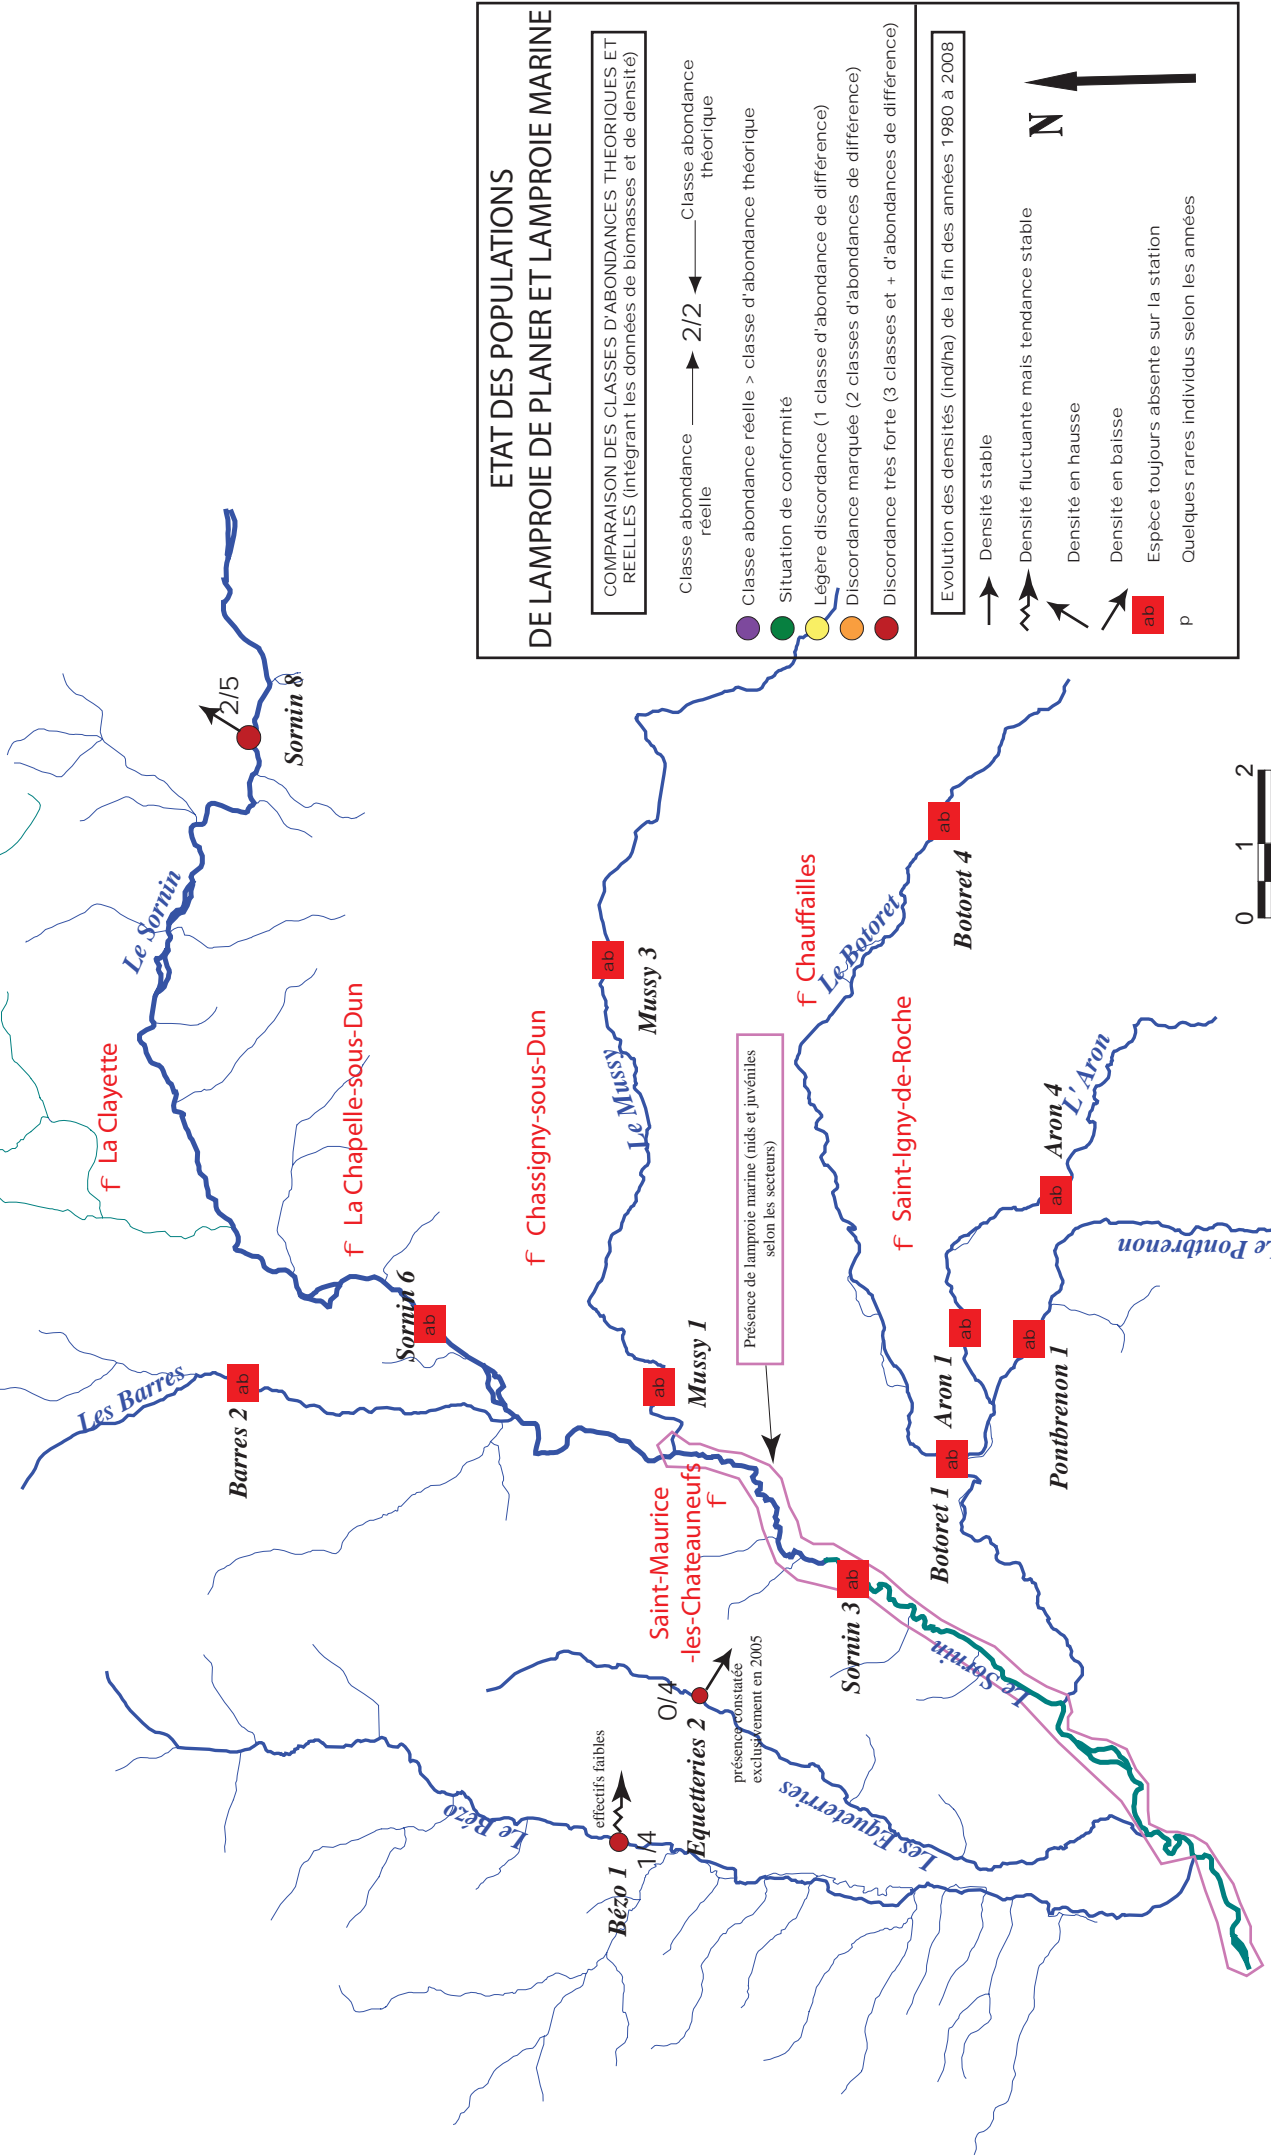 ETAT DES POPULATIONS
DE LAMPROIE DE PLANER ET LAMPROIE MARINE
COMPARAISON DES CLASSES D'ABONDANCES THEORIQUES ET
REELLES (intégrant les données de biomasses et de densité)
Classe abondance
réelle
2/2
Classe abondance
théorique
Classe abondance réelle > classe d'abondance théorique
Situation de conformité
Légère discordance (1 classe d'abondance de différence)
Discordance marquée (2 classes d'abondances de différence)
Discordance très forte (3 classes et + d'abondances de différence)
Evolution des densités (ind/ha) de la fin des années 1980 à 2008
Densité stable
Densité fluctuante mais tendance stable
Densité en hausse
Densité en baisse
ab
Espèce toujours absente sur la station
p
Quelques rares individus selon les années
N
0 1 2
2/5
Sornin 8
Le Sornin
f La Clayette
f La Chapelle-sous-Dun
Sornin 6
ab
Les Barres
Barres 2
ab
f Chassigny-sous-Dun
Mussy 3
ab
Le Mussy
Mussy 1
ab
f Chauffailles
Le Botoret
Botoret 4
ab
f Saint-Igny-de-Roche
Présence de lamproie marine (nids et juvéniles
selon les secteurs)
Aron 4
ab
L'Aron
Le Pontbrenon
Aron 1
ab
Pontbrenon 1
ab
Botoret 1
ab
Saint-Maurice
-les-Chateauneufs
f
Sornin 3
ab
Le Sornin
0/4
Equetteries 2
présence constatée
exclusivement en 2005
Les Equeterries
effectifs faibles
1/4
Bézo 1
Le Bézo